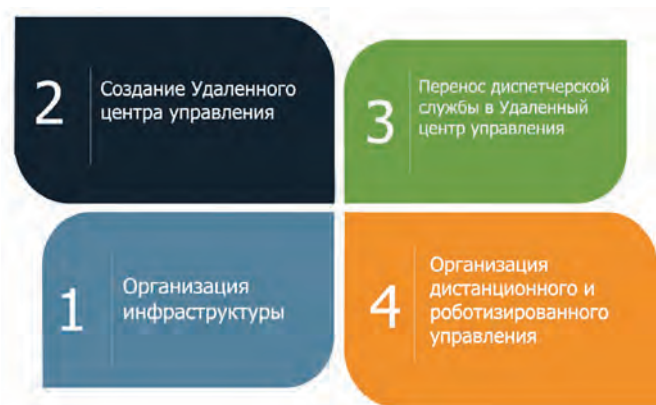 2
Создание Удаленного
центра управления
3
Перенос диспетчерской
службы в Удаленный
центр управления
1
Организация
инфраструктуры
4
Организация
дистанционного и
роботизированного
управления